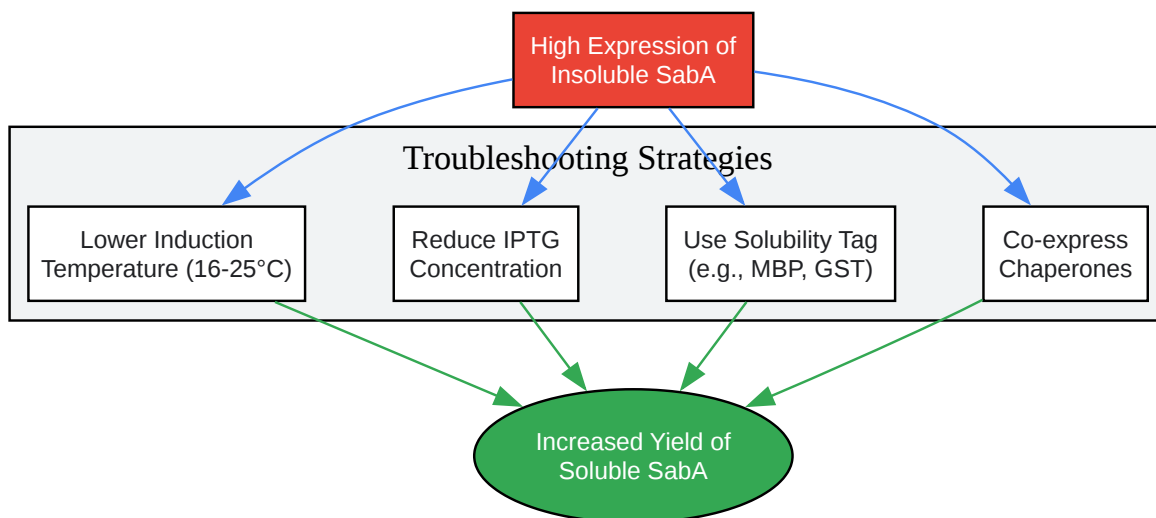 High Expression of
Insoluble SabA
Troubleshooting Strategies
Lower Induction
Temperature (16-25°C)
Reduce IPTG
Concentration
Use Solubility Tag
(e.g., MBP, GST)
Co-express
Chaperones
Increased Yield of
Soluble SabA